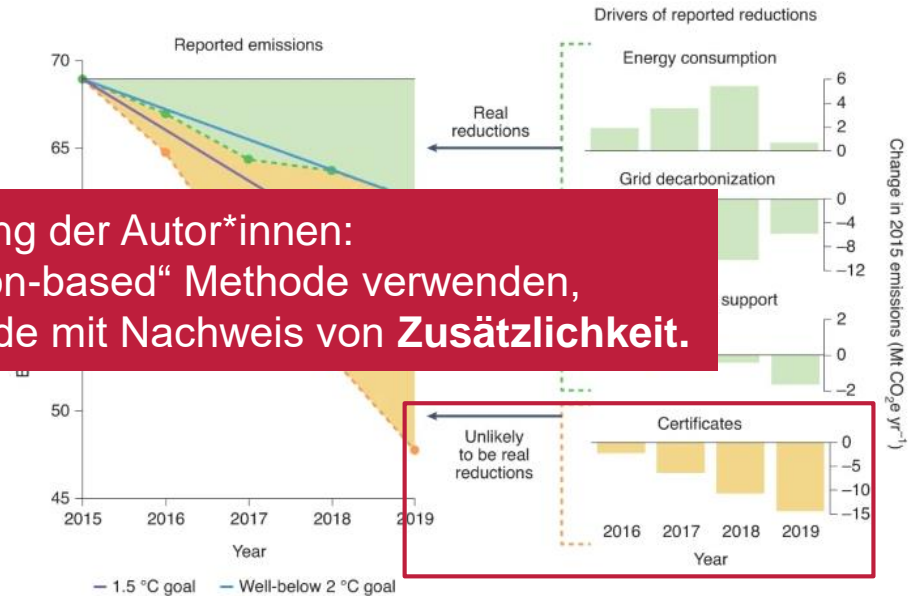 Drivers of reported reductions
Reported emissions
Energy consumption
70
65
50
45
2015 2016 2017 2018 2019
Year
1.5 °C goal Well-below 2 °C goal
Real
reductions
6
4
2
0
Grid decarbonization
0
−4
−8
−12
support
2
0
−2
ng der Autor*innen:
on-based“ Methode verwenden,
de mit Nachweis von Zusätzlichkeit.
Unlikely
to be real
reductions
Certificates
0
−5
−10
−15
2016 2017 2018 2019
Year
Change in 2015 emissions (Mt CO₂e yr⁻¹)